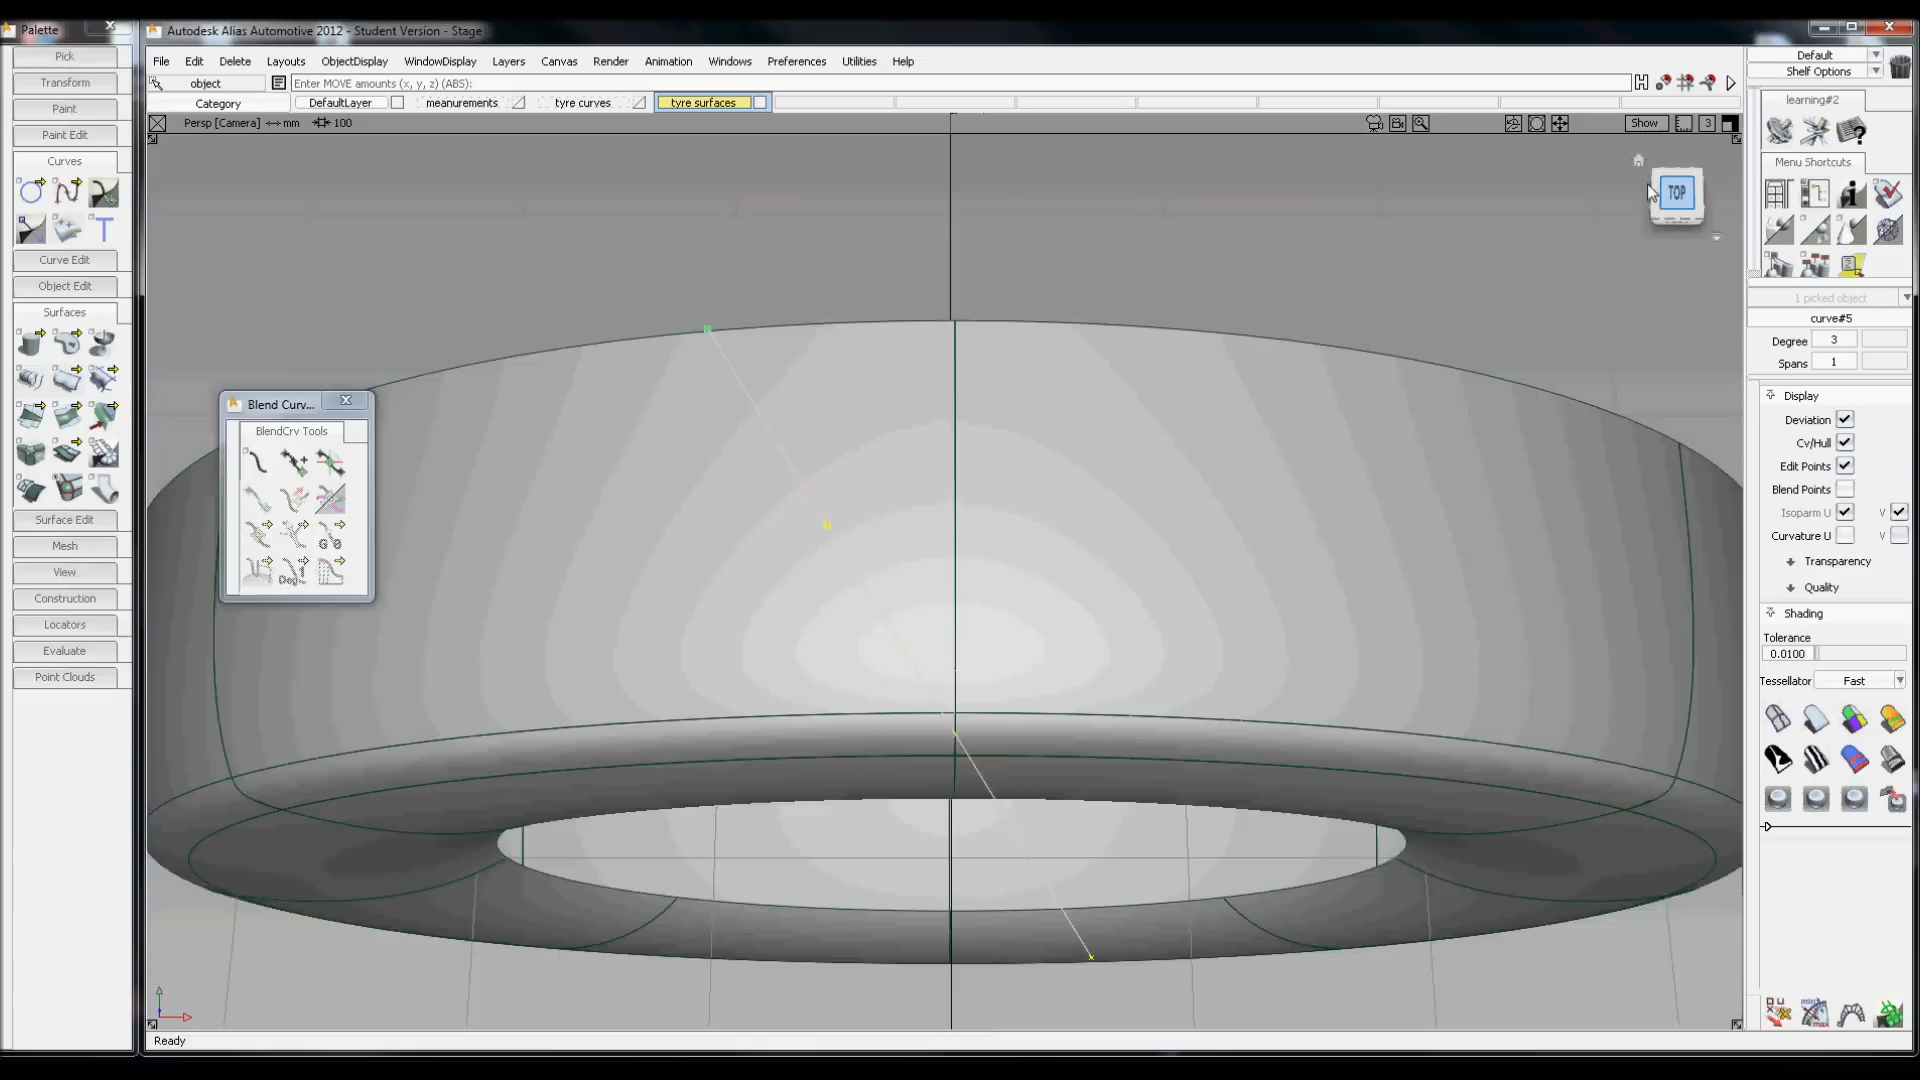 Palette
Autodesk Alias Automotive 2012 - Student Version - Stage
Pick
Transform
Paint
Paint Edit
Curves
Curve Edit
Object Edit
Surfaces
Surface Edit
Mesh
View
Construction
Locators
Evaluate
Point Clouds
File Edit Delete Layouts ObjectDisplay WindowDisplay Layers Canvas Render Animation Windows Preferences Utilities Help
object Enter MOVE amounts (x, y, z) (ABS):
Category DefaultLayer meanurements tyre curves tyre surfaces
Persp [Camera] mm 100
Show 3
TOP
Blend Curv...
BlendCrv Tools
Default
Shelf Options
learning#2
Menu Shortcuts
1 picked object
curve#5
Degree 3
Spans 1
Display
Deviation
Cv/Hull
Edit Points
Blend Points
Isoparm U V
Curvature U V
Transparency
Quality
Shading
Tolerance
0.0100
Tessellator Fast
Ready